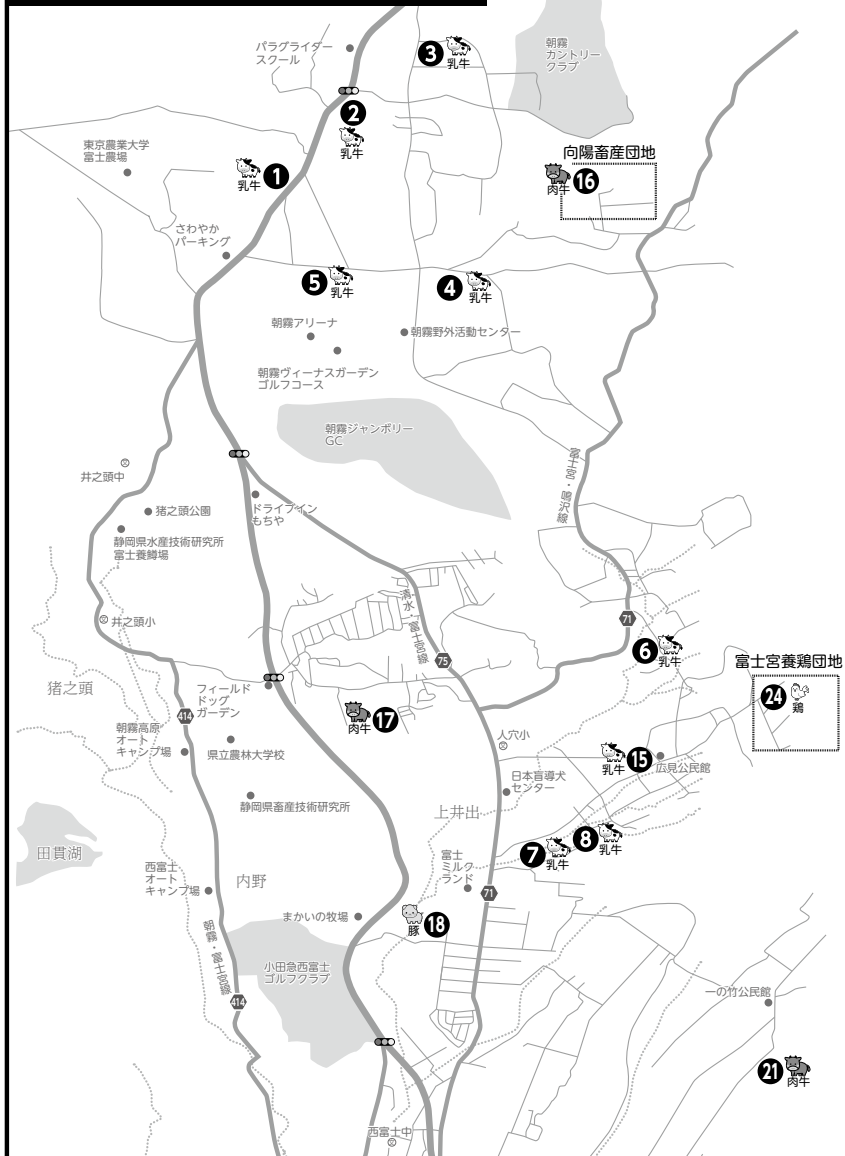 パラグライダー
スクール
3
乳牛
朝霧
カントリー
クラブ
2
乳牛
東京農業大学
富士農場
乳牛
1
向陽畜産団地
肉牛
16
さわやか
パーキング
5
乳牛
4
乳牛
朝霧アリーナ
朝霧野外活動センター
朝霧ヴィーナスガーデン
ゴルフコース
朝霧ジャンボリー
GC
富士宮・鳴沢線
井之頭中
ドライブイン
もちや
猪之頭公園
静岡県水産技術研究所
富士養鱒場
清水・富士宮線
井之頭小
71
6
乳牛
75
富士宮養鶏団地
24
鶏
猪之頭
フィールド
ドッグ
ガーデン
肉牛
17
414
朝霧高原
オート
キャンプ場
県立農林大学校
人穴小
乳牛
15
広見公民館
日本盲導犬
センター
静岡県畜産技術研究所
上井出
田貫湖
富士
ミルク
ランド
7
乳牛
8
乳牛
西富士
オート
キャンプ場
内野
71
まかいの牧場
豚
18
朝霧・富士宮線
小田急西富士
ゴルフクラブ
414
一の竹公民館
21
肉牛
西富士中